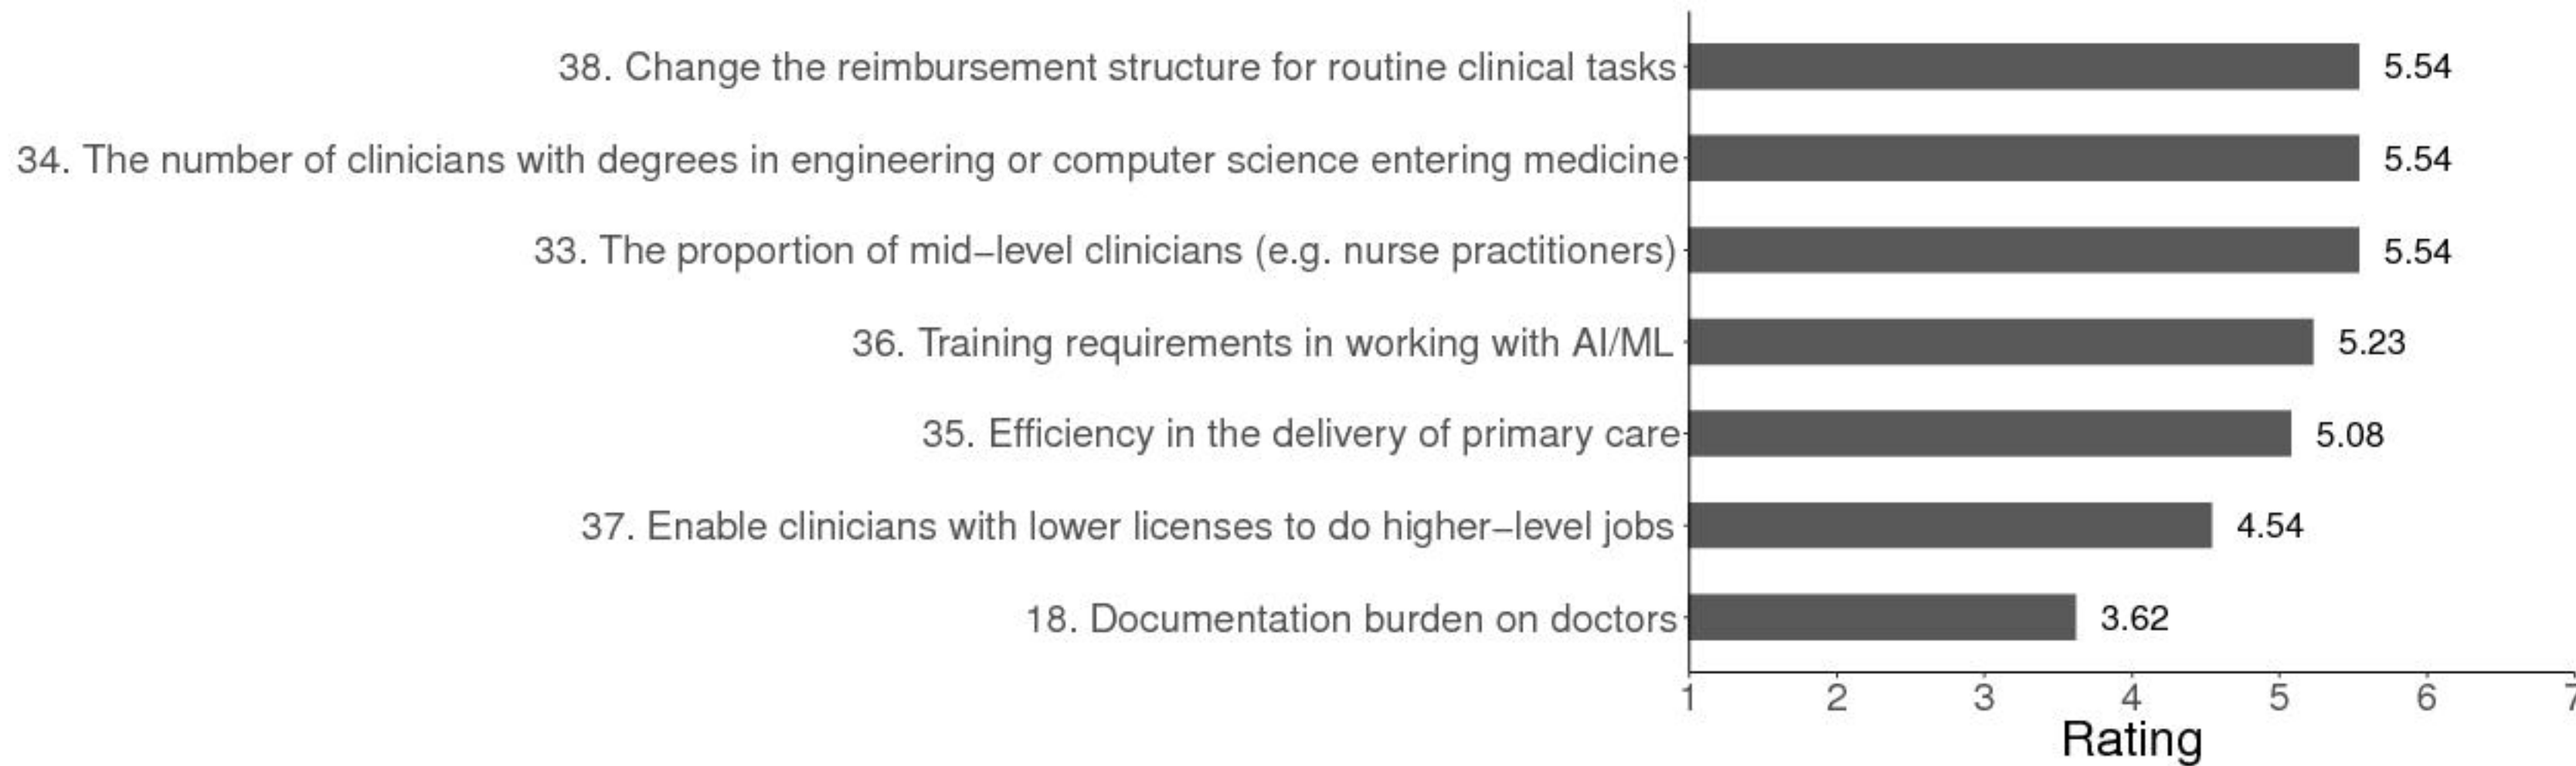 38. Change the reimbursement structure for routine clinical tasks 5.54
34. The number of clinicians with degrees in engineering or computer science entering medicine 5.54
33. The proportion of mid–level clinicians (e.g. nurse practitioners) 5.54
36. Training requirements in working with AI/ML 5.23
35. Efficiency in the delivery of primary care 5.08
37. Enable clinicians with lower licenses to do higher–level jobs 4.54
18. Documentation burden on doctors 3.62
1 2 3 4 5 6 7
Rating